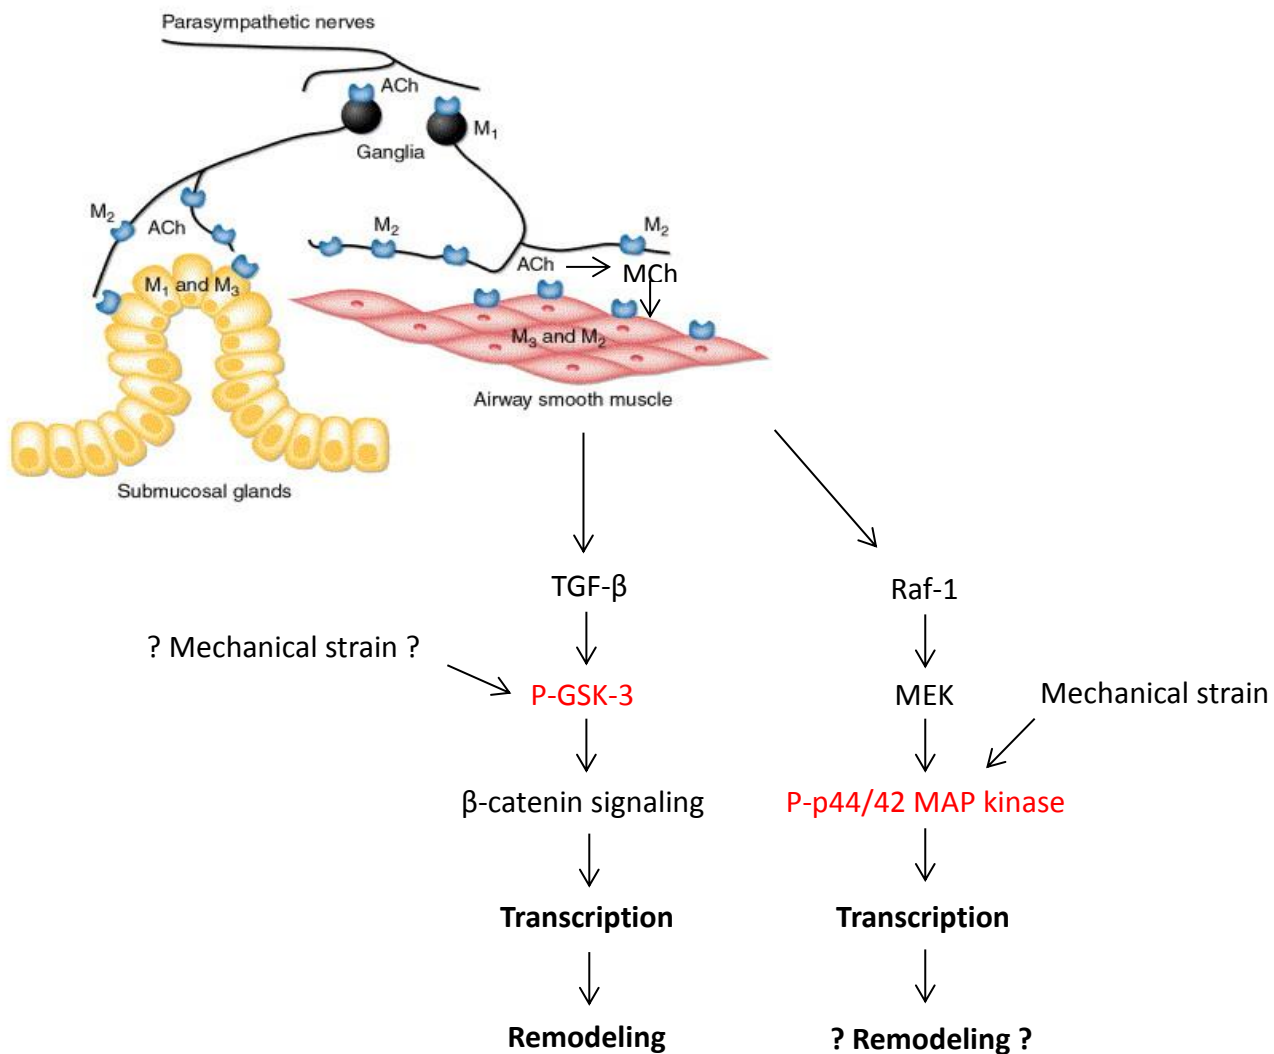 Parasympathetic nerves
ACh
M₁
Ganglia
M₂
ACh
M₂
M₂
ACh
MCh
M₁ and M₃
M₃ and M₂
Airway smooth muscle
Submucosal glands
TGF-β
Raf-1
? Mechanical strain ?
P-GSK-3
MEK
Mechanical strain
β-catenin signaling
P-p44/42 MAP kinase
Transcription
Transcription
Remodeling
? Remodeling ?